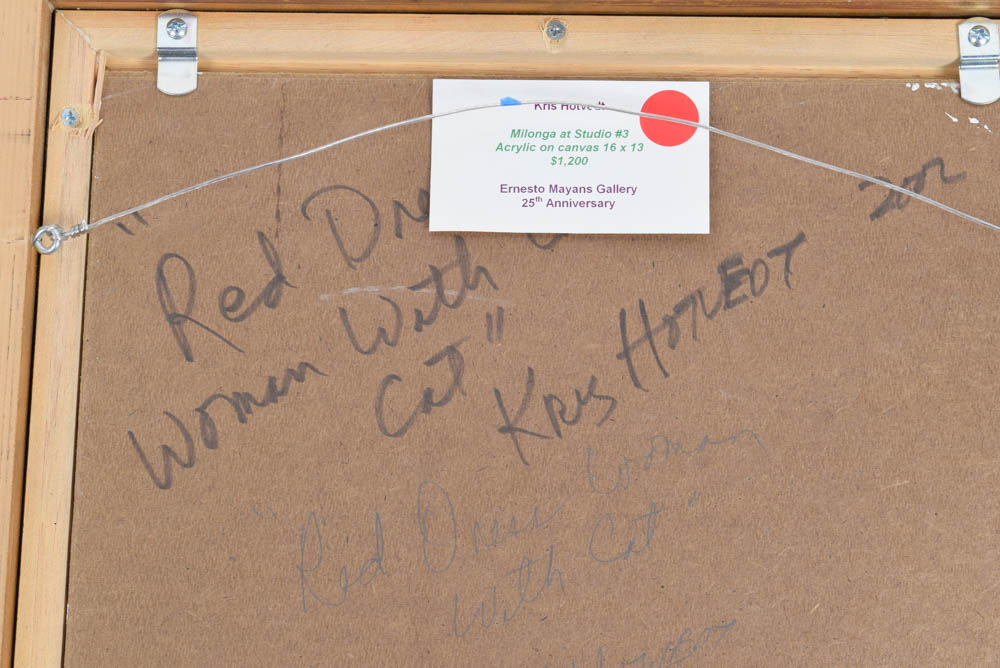 Kris Hotvedt
Milonga at Studio #3
Acrylic on canvas 16 x 13
$1,200
Ernesto Mayans Gallery
25th Anniversary
"Red Dre
Woman With
Cat"
Kris HOTVEDT
"Red Dress Woman
With Cat"